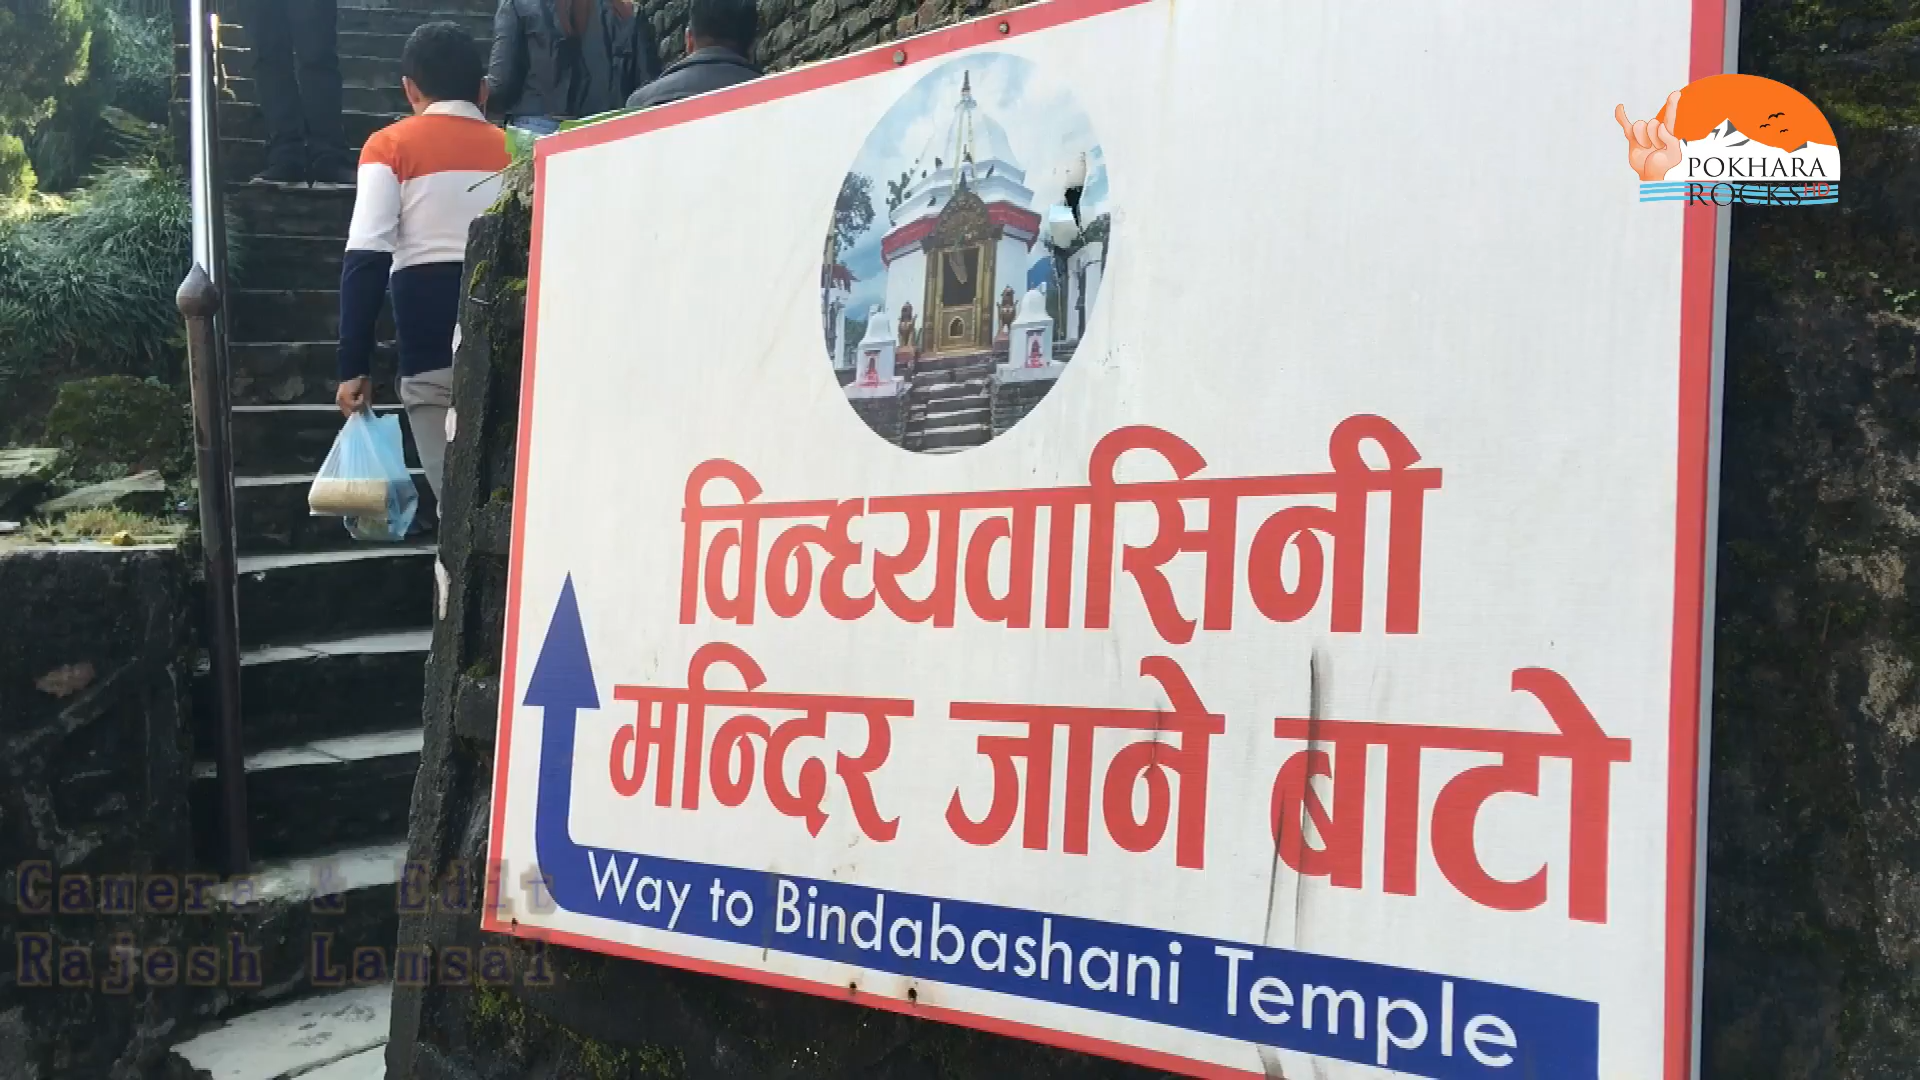 POKHARA
ROCKS HD
विन्ध्यवासिनी
मन्दिर जाने बाटो
Way to Bindabashani Temple
Camera & Edit
Rajesh Lamsal